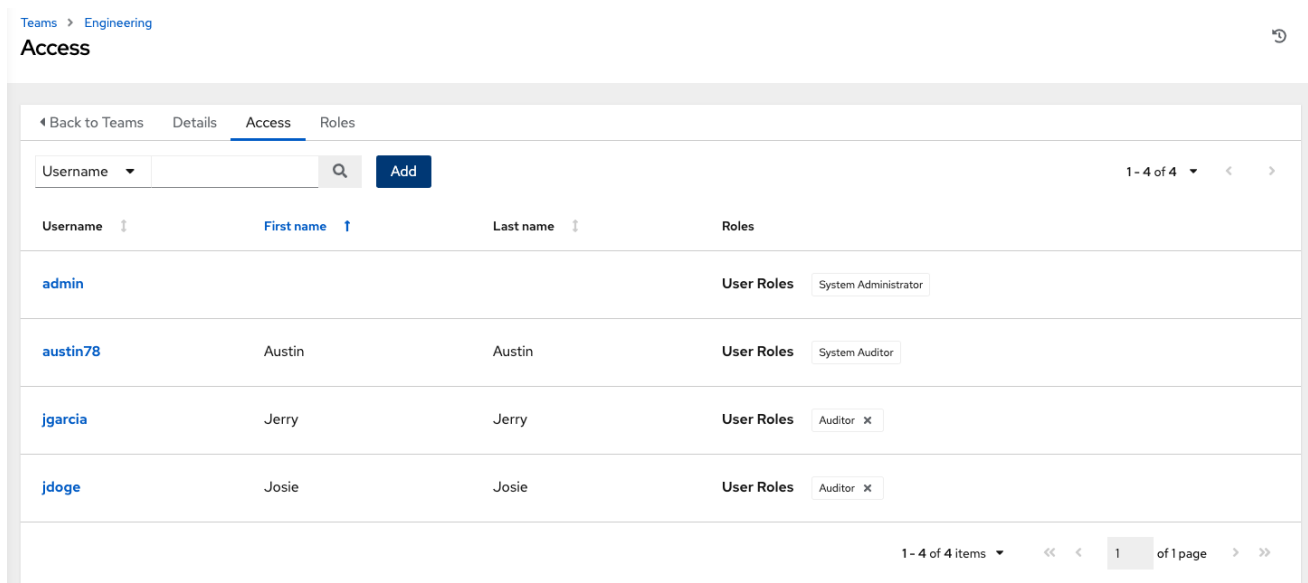 Teams > Engineering
Access
Back to Teams Details Access Roles
Username Add 1 - 4 of 4
Username First name Last name Roles
admin User Roles System Administrator
austin78 Austin Austin User Roles System Auditor
jgarcia Jerry Jerry User Roles Auditor
jdoge Josie Josie User Roles Auditor
1 - 4 of 4 items 1 of 1 page